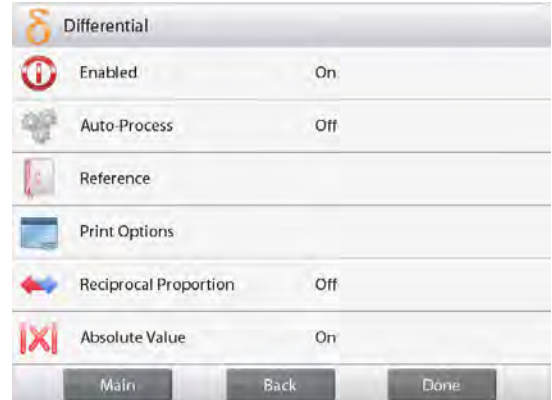 Differential
Enabled On
Auto-Process Off
Reference
Print Options
Reciprocal Proportion Off
|X| Absolute Value On
Main Back Done